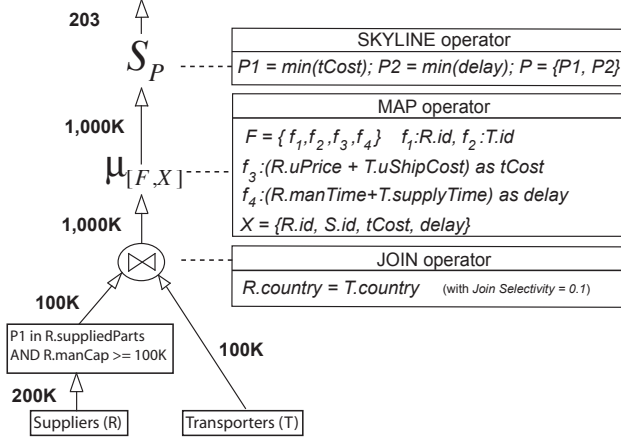 203
S_P
SKYLINE operator
P1 = min(tCost); P2 = min(delay); P = {P1, P2}
1,000K
MAP operator
F = { f₁,f₂,f₃,f₄}   f₁:R.id, f₂:T.id
μ[F,X]
f₃:(R.uPrice + T.uShipCost) as tCost
f₄:(R.manTime+T.supplyTime) as delay
X = {R.id, S.id, tCost, delay}
1,000K
JOIN operator
R.country = T.country (with Join Selectivity = 0.1)
100K
P1 in R.suppliedParts
AND R.manCap >= 100K
100K
200K
Suppliers (R)
Transporters (T)